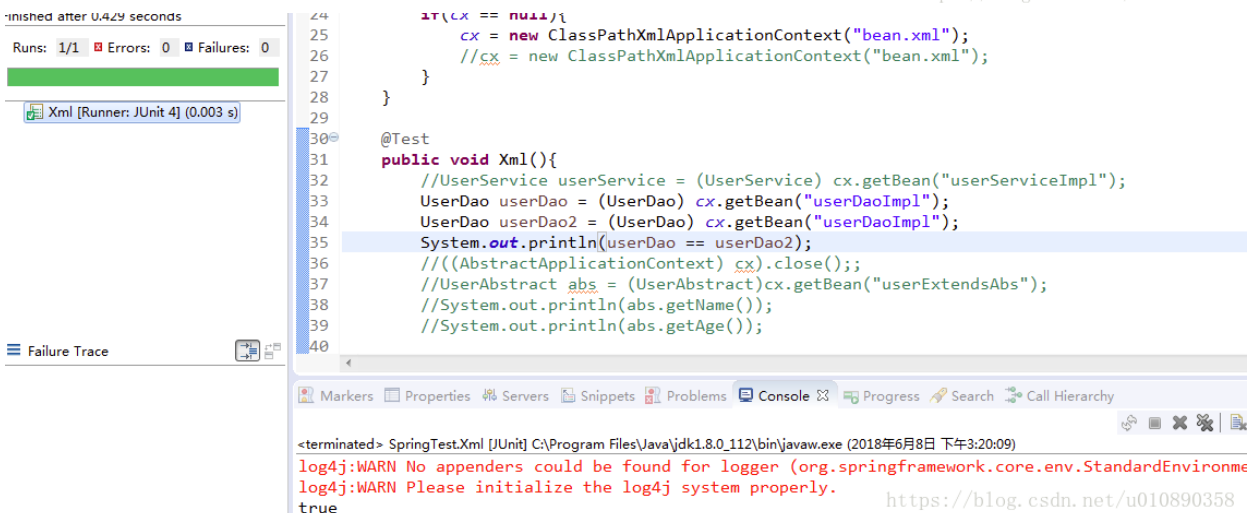 Finished after 0.429 seconds
Runs: 1/1 Errors: 0 Failures: 0
Xml [Runner: JUnit 4] (0.003 s)
Failure Trace
24 if(cx == null){
25 cx = new ClassPathXmlApplicationContext("bean.xml");
26 //cx = new ClassPathXmlApplicationContext("bean.xml");
27 }
28 }
29
30 @Test
31 public void Xml(){
32 //UserService userService = (UserService) cx.getBean("userServiceImpl");
33 UserDao userDao = (UserDao) cx.getBean("userDaoImpl");
34 UserDao userDao2 = (UserDao) cx.getBean("userDaoImpl");
35 System.out.println(userDao == userDao2);
36 //((AbstractApplicationContext) cx).close();;
37 //UserAbstract abs = (UserAbstract)cx.getBean("userExtendsAbs");
38 //System.out.println(abs.getName());
39 //System.out.println(abs.getAge());
40
Markers Properties Servers Snippets Problems Console Progress Search Call Hierarchy
<terminated> SpringTest.Xml [JUnit] C:\Program Files\Java\jdk1.8.0_112\bin\javaw.exe (2018年6月8日 下午3:20:09)
log4j:WARN No appenders could be found for logger (org.springframework.core.env.StandardEnvironme
log4j:WARN Please initialize the log4j system properly.
true
https://blog.csdn.net/u010890358